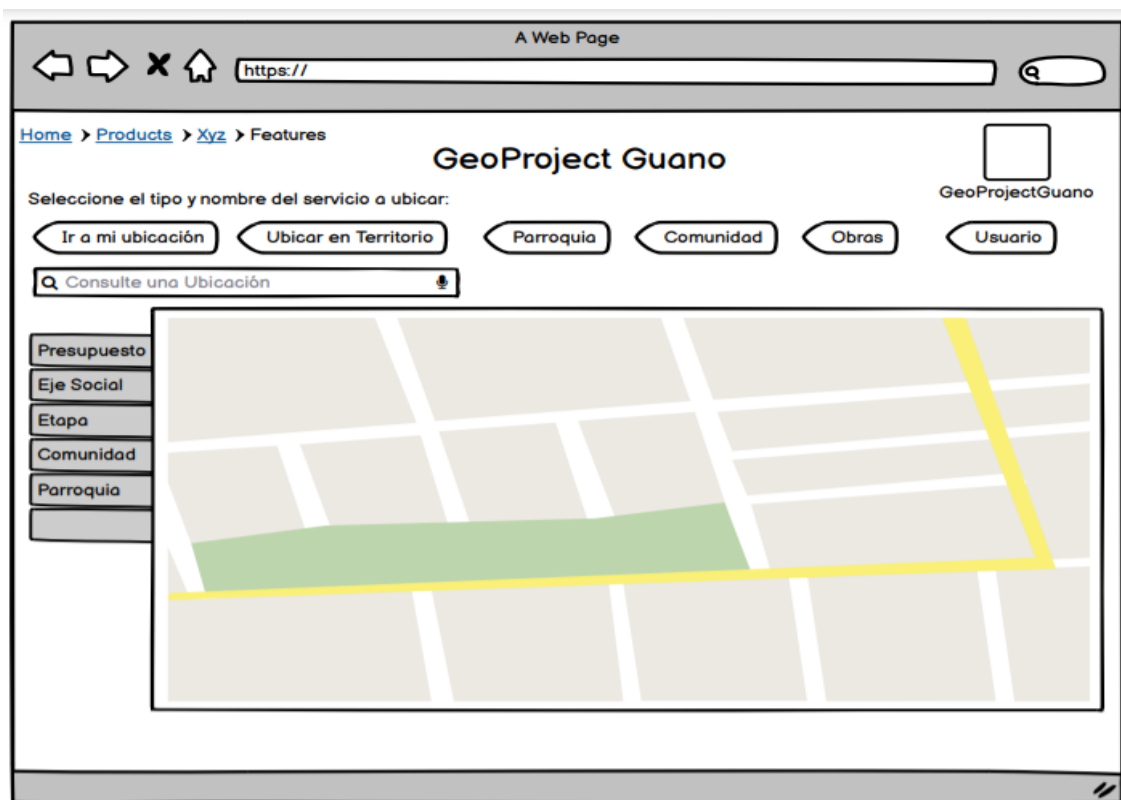 A Web Page
https://
Home > Products > Xyz > Features
GeoProject Guano
GeoProjectGuano
Seleccione el tipo y nombre del servicio a ubicar:
Ir a mi ubicación Ubicar en Territorio Parroquia Comunidad Obras Usuario
Consulte una Ubicación
Presupuesto
Eje Social
Etapa
Comunidad
Parroquia